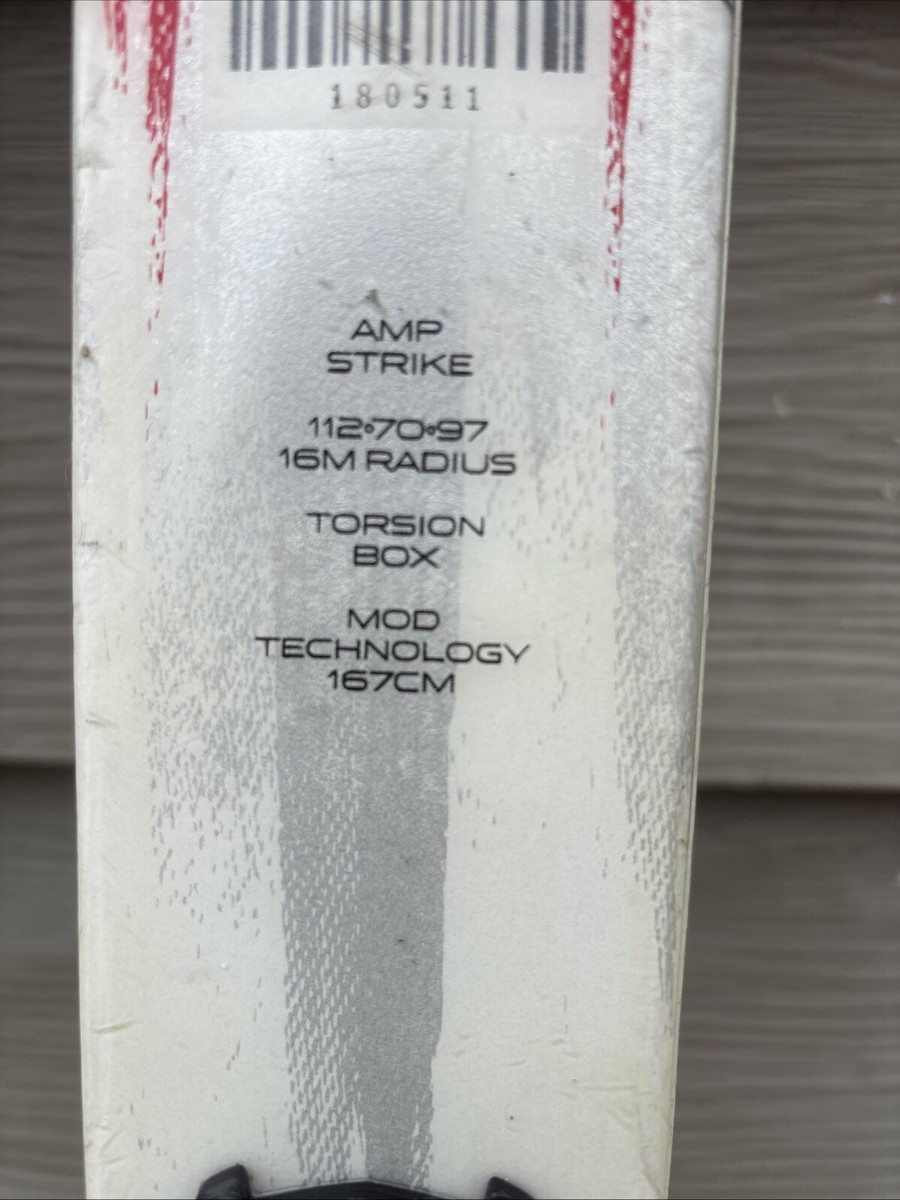 180511
AMP
STRIKE
112•70•97
16M RADIUS
TORSION
BOX
MOD
TECHNOLOGY
167CM